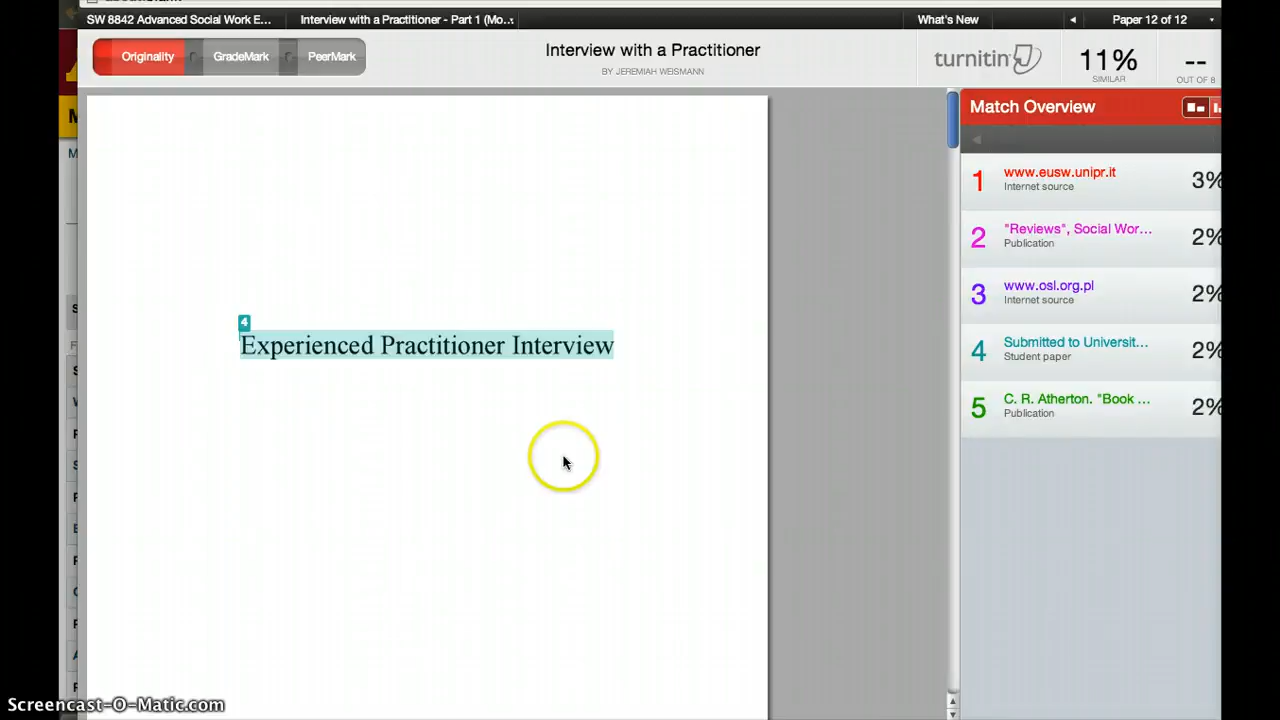 SW 8842 Advanced Social Work E...
Interview with a Practitioner - Part 1 (Mo...
What's New
Paper 12 of 12
Originality
GradeMark
PeerMark
Interview with a Practitioner
BY JEREMIAH WEISMANN
turnitin
11%
SIMILAR
--
OUT OF 8
Match Overview
1
www.eusw.unipr.it
Internet source
3%
2
"Reviews", Social Wor...
Publication
2%
3
www.osl.org.pl
Internet source
2%
4
Submitted to Universit...
Student paper
2%
5
C. R. Atherton. "Book ...
Publication
2%
4
Experienced Practitioner Interview
Screencast-O-Matic.com